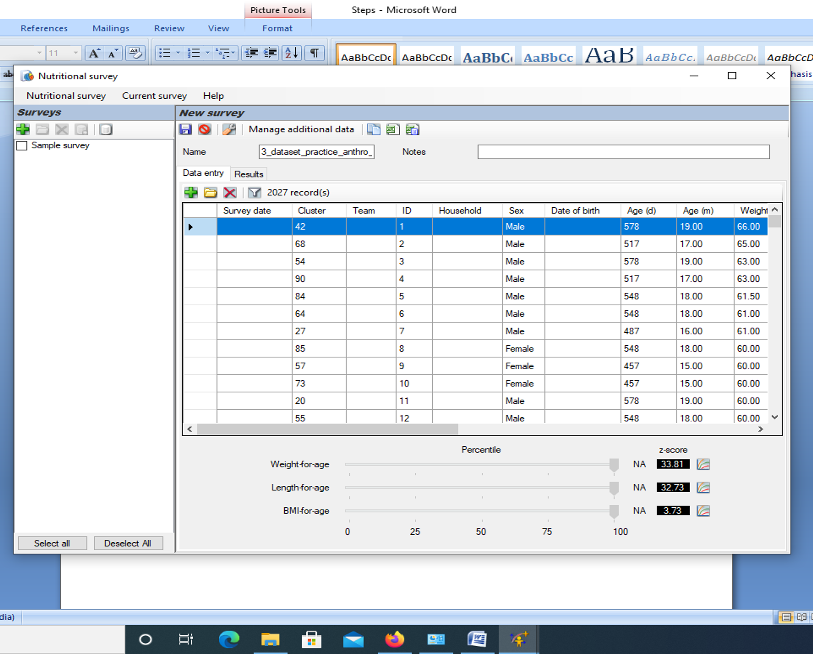 Picture Tools Steps - Microsoft Word
References Mailings Review View Format
11
AaBbCcDc AaBbCcDc AaBbCc AaBbCc AaB AaBbCc. AaBbCcDc AaBbCcD
hasis
Nutritional survey
Nutritional survey Current survey Help
Surveys New survey
Manage additional data
Sample survey
Name 3_dataset_practice_anthro_ Notes
Data entry Results
2027 record(s)
Survey date Cluster Team ID Household Sex Date of birth Age (d) Age (m) Weight
42 1 Male 578 19.00 66.00
68 2 Male 517 17.00 65.00
54 3 Male 578 19.00 63.00
90 4 Male 517 17.00 63.00
84 5 Male 548 18.00 61.50
64 6 Male 548 18.00 61.00
27 7 Male 487 16.00 61.00
85 8 Female 548 18.00 60.00
57 9 Female 457 15.00 60.00
73 10 Female 457 15.00 60.00
20 11 Male 578 19.00 60.00
55 12 Male 548 18.00 60.00
Percentile z-score
Weight-for-age NA 33.81
Length-for-age NA 32.73
BMI-for-age NA 3.73
0 25 50 75 100
Select all Deselect All
dia)